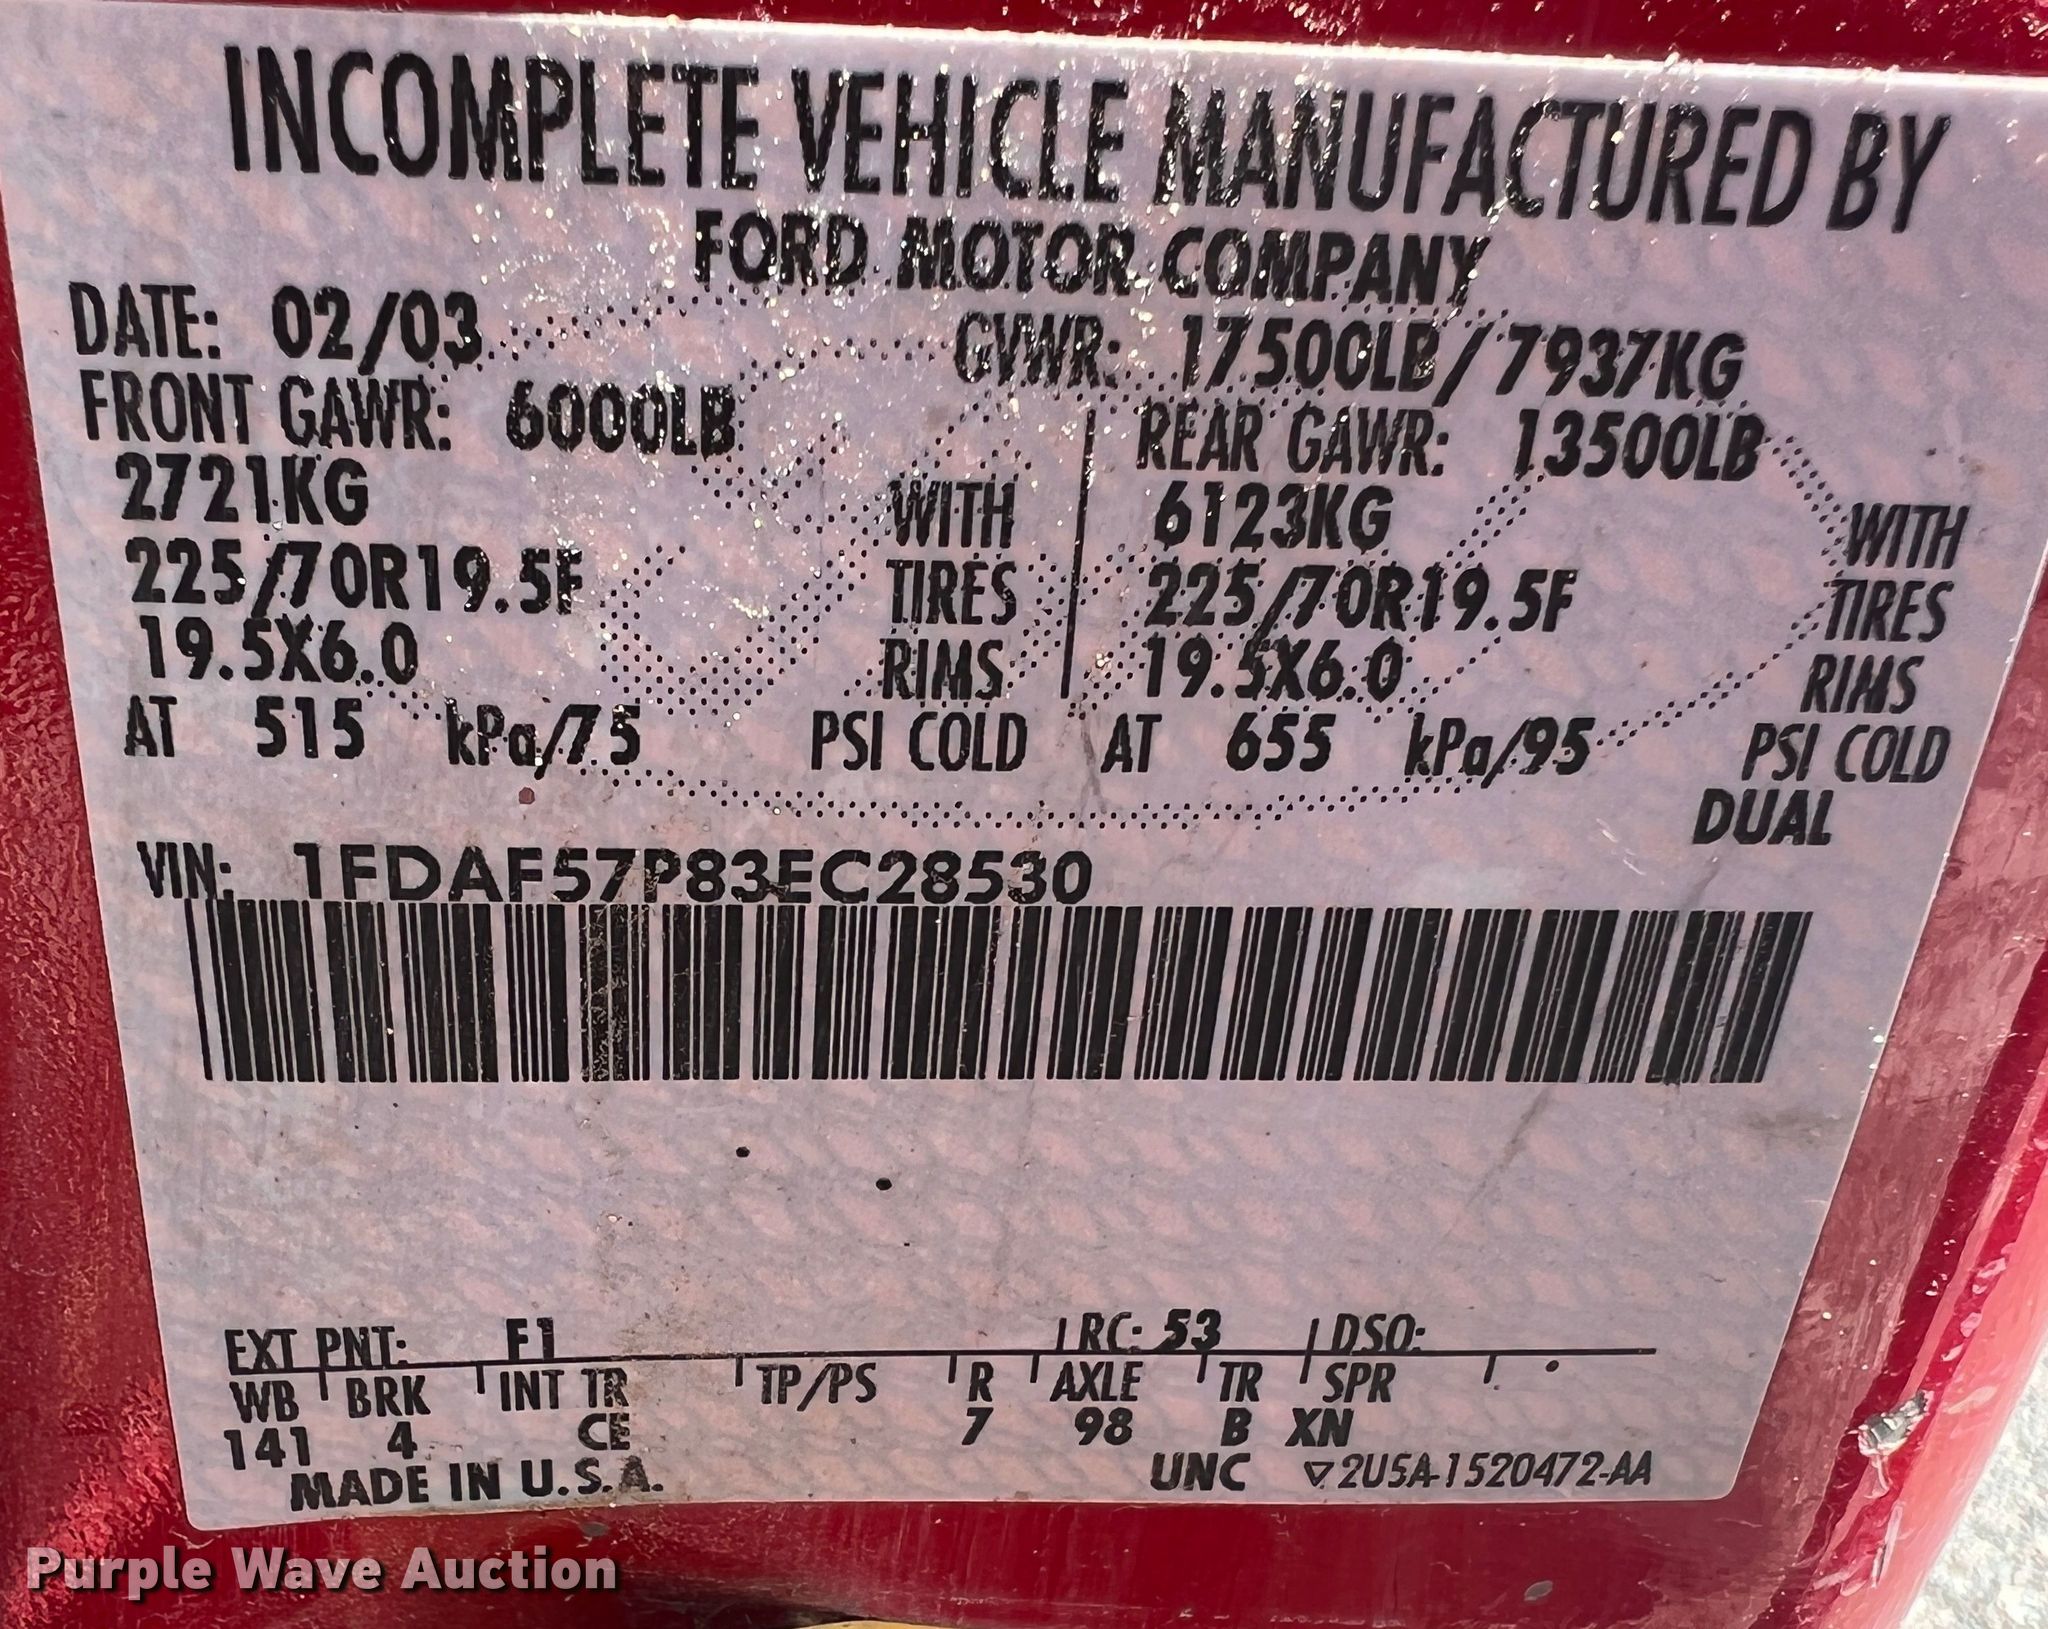 INCOMPLETE VEHICLE MANUFACTURED BY
FORD MOTOR COMPANY
DATE: 02/03 GVWR: 17500LB/7937KG
FRONT GAWR: 6000LB REAR GAWR: 13500LB
2721KG WITH 6123KG WITH
225/70R19.5F TIRES 225/70R19.5F TIRES
19.5X6.0 RIMS 19.5X6.0 RIMS
AT 515 kPa/75 PSI COLD AT 655 kPa/95 PSI COLD
DUAL
VIN: 1FDAF57P83EC28530
EXT PNT: F1 RC: 53 DSO:
WB BRK INT TR TP/PS R AXLE TR SPR
141 4 CE 7 98 B XN
MADE IN U.S.A. UNC ▽2U5A-1520472-AA
Purple Wave Auction